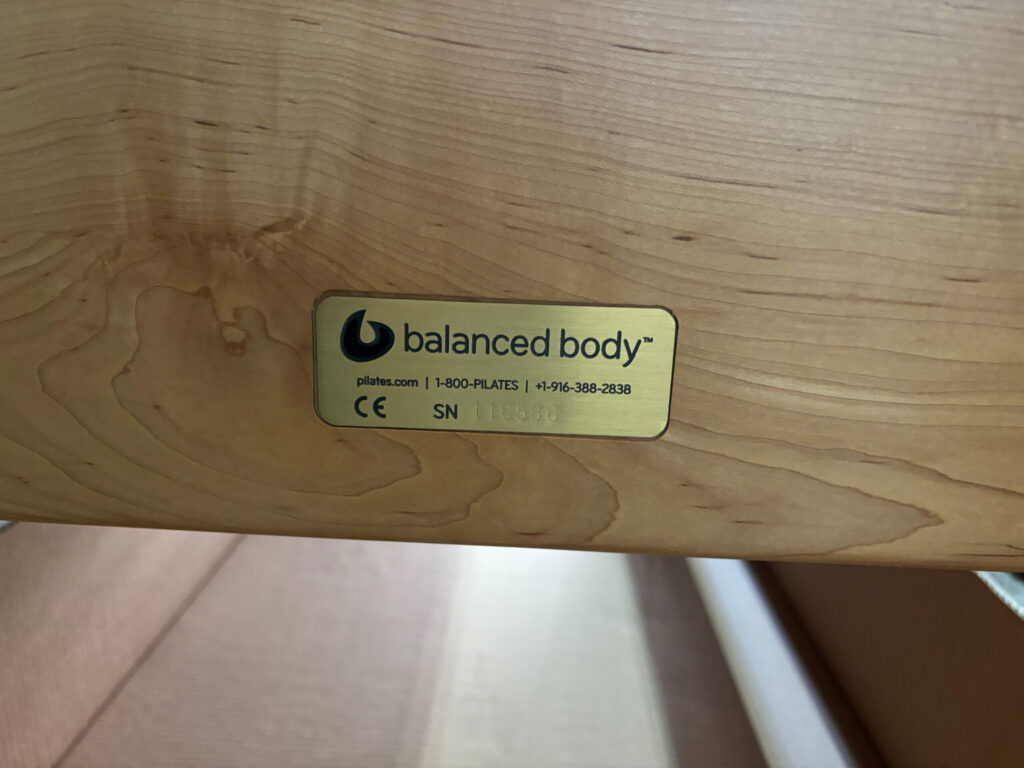 balanced body™
pilates.com | 1-800-PILATES | +1-916-388-2838
CE SN